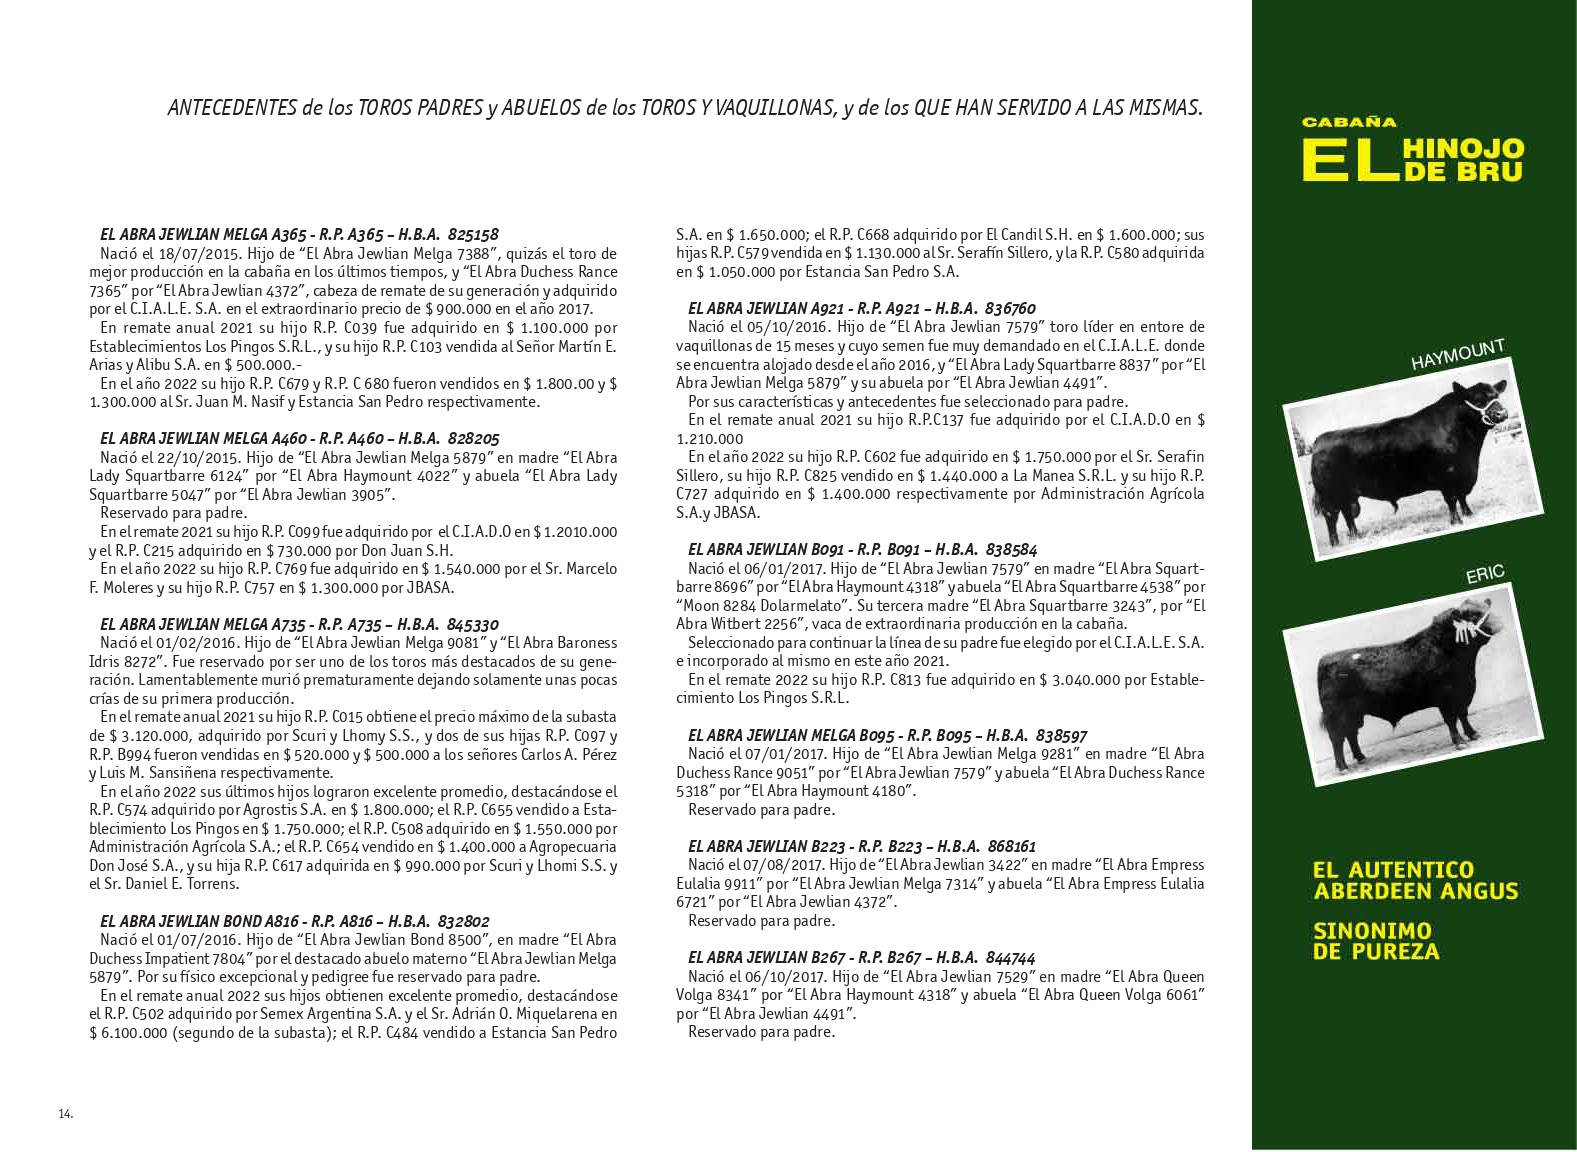 ANTECEDENTES de los TOROS PADRES y ABUELOS de los TOROS Y VAQUILLONAS, y de los QUE HAN SERVIDO A LAS MISMAS.
EL ABRA JEWLIAN MELGA A365 - R.P. A365 – H.B.A. 825158
Nació el 18/07/2015. Hijo de “El Abra Jewlian Melga 7388”, quizás el toro de
mejor producción en la cabaña en los últimos tiempos, y “El Abra Duchess Rance
7365” por “El Abra Jewlian 4372”, cabeza de remate de su generación y adquirido
por el C.I.A.L.E. S.A. en el extraordinario precio de $ 900.000 en el año 2017.
En remate anual 2021 su hijo R.P. C039 fue adquirido en $ 1.100.000 por
Establecimientos Los Pingos S.R.L., y su hijo R.P. C103 vendida al Señor Martín E.
Arias y Alibu S.A. en $ 500.000.-
En el año 2022 su hijo R.P. C679 y R.P. C 680 fueron vendidos en $ 1.800.00 y $
1.300.000 al Sr. Juan M. Nasif y Estancia San Pedro respectivamente.
EL ABRA JEWLIAN MELGA A460 - R.P. A460 – H.B.A. 828205
Nació el 22/10/2015. Hijo de “El Abra Jewlian Melga 5879” en madre “El Abra
Lady Squartbarre 6124” por “El Abra Haymount 4022” y abuela “El Abra Lady
Squartbarre 5047” por “El Abra Jewlian 3905”.
Reservado para padre.
En el remate 2021 su hijo R.P. C099 fue adquirido por el C.I.A.D.O en $ 1.2010.000
y el R.P. C215 adquirido en $ 730.000 por Don Juan S.H.
En el año 2022 su hijo R.P. C769 fue adquirido en $ 1.540.000 por el Sr. Marcelo
F. Moleres y su hijo R.P. C757 en $ 1.300.000 por JBASA.
EL ABRA JEWLIAN MELGA A735 - R.P. A735 – H.B.A. 845330
Nació el 01/02/2016. Hijo de “El Abra Jewlian Melga 9081” y “El Abra Baroness
Idris 8272”. Fue reservado por ser uno de los toros más destacados de su gene-
ración. Lamentablemente murió prematuramente dejando solamente unas pocas
crías de su primera producción.
En el remate anual 2021 su hijo R.P. C015 obtiene el precio máximo de la subasta
de $ 3.120.000, adquirido por Scuri y Lhomy S.S., y dos de sus hijas R.P. C097 y
R.P. B994 fueron vendidas en $ 520.000 y $ 500.000 a los señores Carlos A. Pérez
y Luis M. Sansiñena respectivamente.
En el año 2022 sus últimos hijos lograron excelente promedio, destacándose el
R.P. C574 adquirido por Agrostis S.A. en $ 1.800.000; el R.P. C655 vendido a Esta-
blecimiento Los Pingos en $ 1.750.000; el R.P. C508 adquirido en $ 1.550.000 por
Administración Agrícola S.A.; el R.P. C654 vendido en $ 1.400.000 a Agropecuaria
Don José S.A., y su hija R.P. C617 adquirida en $ 990.000 por Scuri y Lhomi S.S. y
el Sr. Daniel E. Torrens.
EL ABRA JEWLIAN BOND A816 - R.P. A816 – H.B.A. 832802
Nació el 01/07/2016. Hijo de “El Abra Jewlian Bond 8500”, en madre “El Abra
Duchess Impatient 7804” por el destacado abuelo materno “El Abra Jewlian Melga
5879”. Por su físico excepcional y pedigree fue reservado para padre.
En el remate anual 2022 sus hijos obtienen excelente promedio, destacándose
el R.P. C502 adquirido por Semex Argentina S.A. y el Sr. Adrián O. Miquelarena en
$ 6.100.000 (segundo de la subasta); el R.P. C484 vendido a Estancia San Pedro
S.A. en $ 1.650.000; el R.P. C668 adquirido por El Candil S.H. en $ 1.600.000; sus
hijas R.P. C579 vendida en $ 1.130.000 al Sr. Serafín Sillero, y la R.P. C580 adquirida
en $ 1.050.000 por Estancia San Pedro S.A.
EL ABRA JEWLIAN A921 - R.P. A921 – H.B.A. 836760
Nació el 05/10/2016. Hijo de “El Abra Jewlian 7579” toro líder en entore de
vaquillonas de 15 meses y cuyo semen fue muy demandado en el C.I.A.L.E. donde
se encuentra alojado desde el año 2016, y “El Abra Lady Squartbarre 8837” por “El
Abra Jewlian Melga 5879” y su abuela por “El Abra Jewlian 4491”.
Por sus características y antecedentes fue seleccionado para padre.
En el remate anual 2021 su hijo R.P.C137 fue adquirido por el C.I.A.D.O en $
1.210.000
En el año 2022 su hijo R.P. C602 fue adquirido en $ 1.750.000 por el Sr. Serafin
Sillero, su hijo R.P. C825 vendido en $ 1.440.000 a La Manea S.R.L. y su hijo R.P.
C727 adquirido en $ 1.400.000 respectivamente por Administración Agrícola
S.A.y JBASA.
EL ABRA JEWLIAN B091 - R.P. B091 – H.B.A. 838584
Nació el 06/01/2017. Hijo de “El Abra Jewlian 7579” en madre “El Abra Squart-
barre 8696” por “El Abra Haymount 4318” y abuela “El Abra Squartbarre 4538” por
“Moon 8284 Dolarmelato”. Su tercera madre “El Abra Squartbarre 3243”, por “El
Abra Witbert 2256”, vaca de extraordinaria producción en la cabaña.
Seleccionado para continuar la línea de su padre fue elegido por el C.I.A.L.E. S.A.
e incorporado al mismo en este año 2021.
En el remate 2022 su hijo R.P. C813 fue adquirido en $ 3.040.000 por Estable-
cimiento Los Pingos S.R.L.
EL ABRA JEWLIAN MELGA B095 - R.P. B095 – H.B.A. 838597
Nació el 07/01/2017. Hijo de “El Abra Jewlian Melga 9281” en madre “El Abra
Duchess Rance 9051” por “El Abra Jewlian 7579” y abuela “El Abra Duchess Rance
5318” por “El Abra Haymount 4180”.
Reservado para padre.
EL ABRA JEWLIAN B223 - R.P. B223 – H.B.A. 868161
Nació el 07/08/2017. Hijo de “El Abra Jewlian 3422” en madre “El Abra Empress
Eulalia 9911” por “El Abra Jewlian Melga 7314” y abuela “El Abra Empress Eulalia
6721” por “El Abra Jewlian 4372”.
Reservado para padre.
EL ABRA JEWLIAN B267 - R.P. B267 – H.B.A. 844744
Nació el 06/10/2017. Hijo de “El Abra Jewlian 7529” en madre “El Abra Queen
Volga 8341” por “El Abra Haymount 4318” y abuela “El Abra Queen Volga 6061”
por “El Abra Jewlian 4491”.
Reservado para padre.
14.
CABAÑA
EL HINOJO
DE BRU
HAYMOUNT
ERIC
EL AUTENTICO
ABERDEEN ANGUS
SINONIMO
DE PUREZA